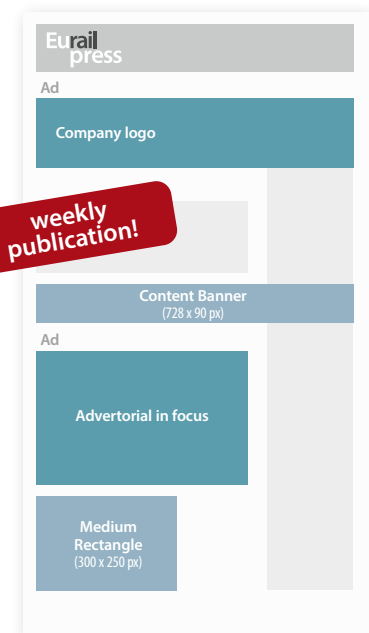 Eurail
press
Ad
Company logo
weekly
publication!
Content Banner
(728 x 90 px)
Ad
Advertorial in focus
Medium
Rectangle
(300 x 250 px)